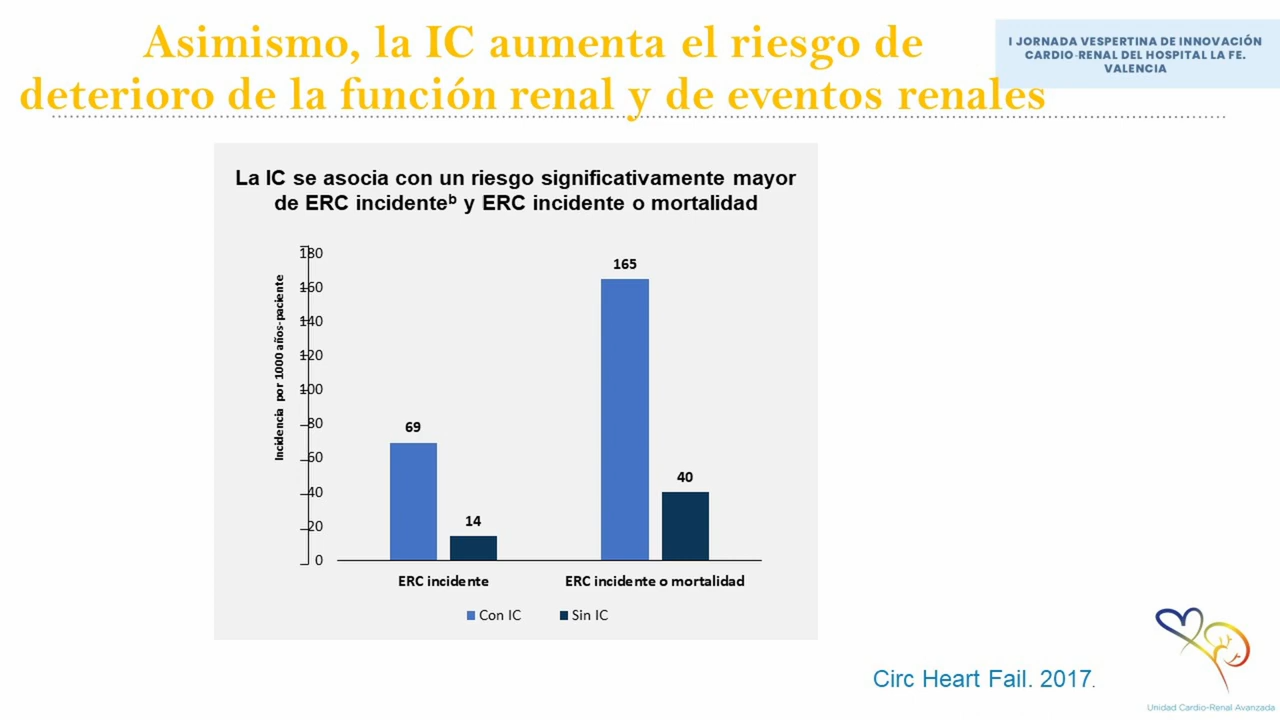 Asimismo, la IC aumenta el riesgo de
deterioro de la función renal y de eventos renales
I JORNADA VESPERTINA DE INNOVACIÓN
CARDIO-RENAL DEL HOSPITAL LA FE.
VALENCIA
La IC se asocia con un riesgo significativamente mayor
de ERC incidenteᵇ y ERC incidente o mortalidad
Incidencia por 1000 años-paciente
180
160
140
120
100
80
60
40
20
0
69
14
165
40
ERC incidente
ERC incidente o mortalidad
Con IC
Sin IC
Circ Heart Fail. 2017.
Unidad Cardio-Renal Avanzada